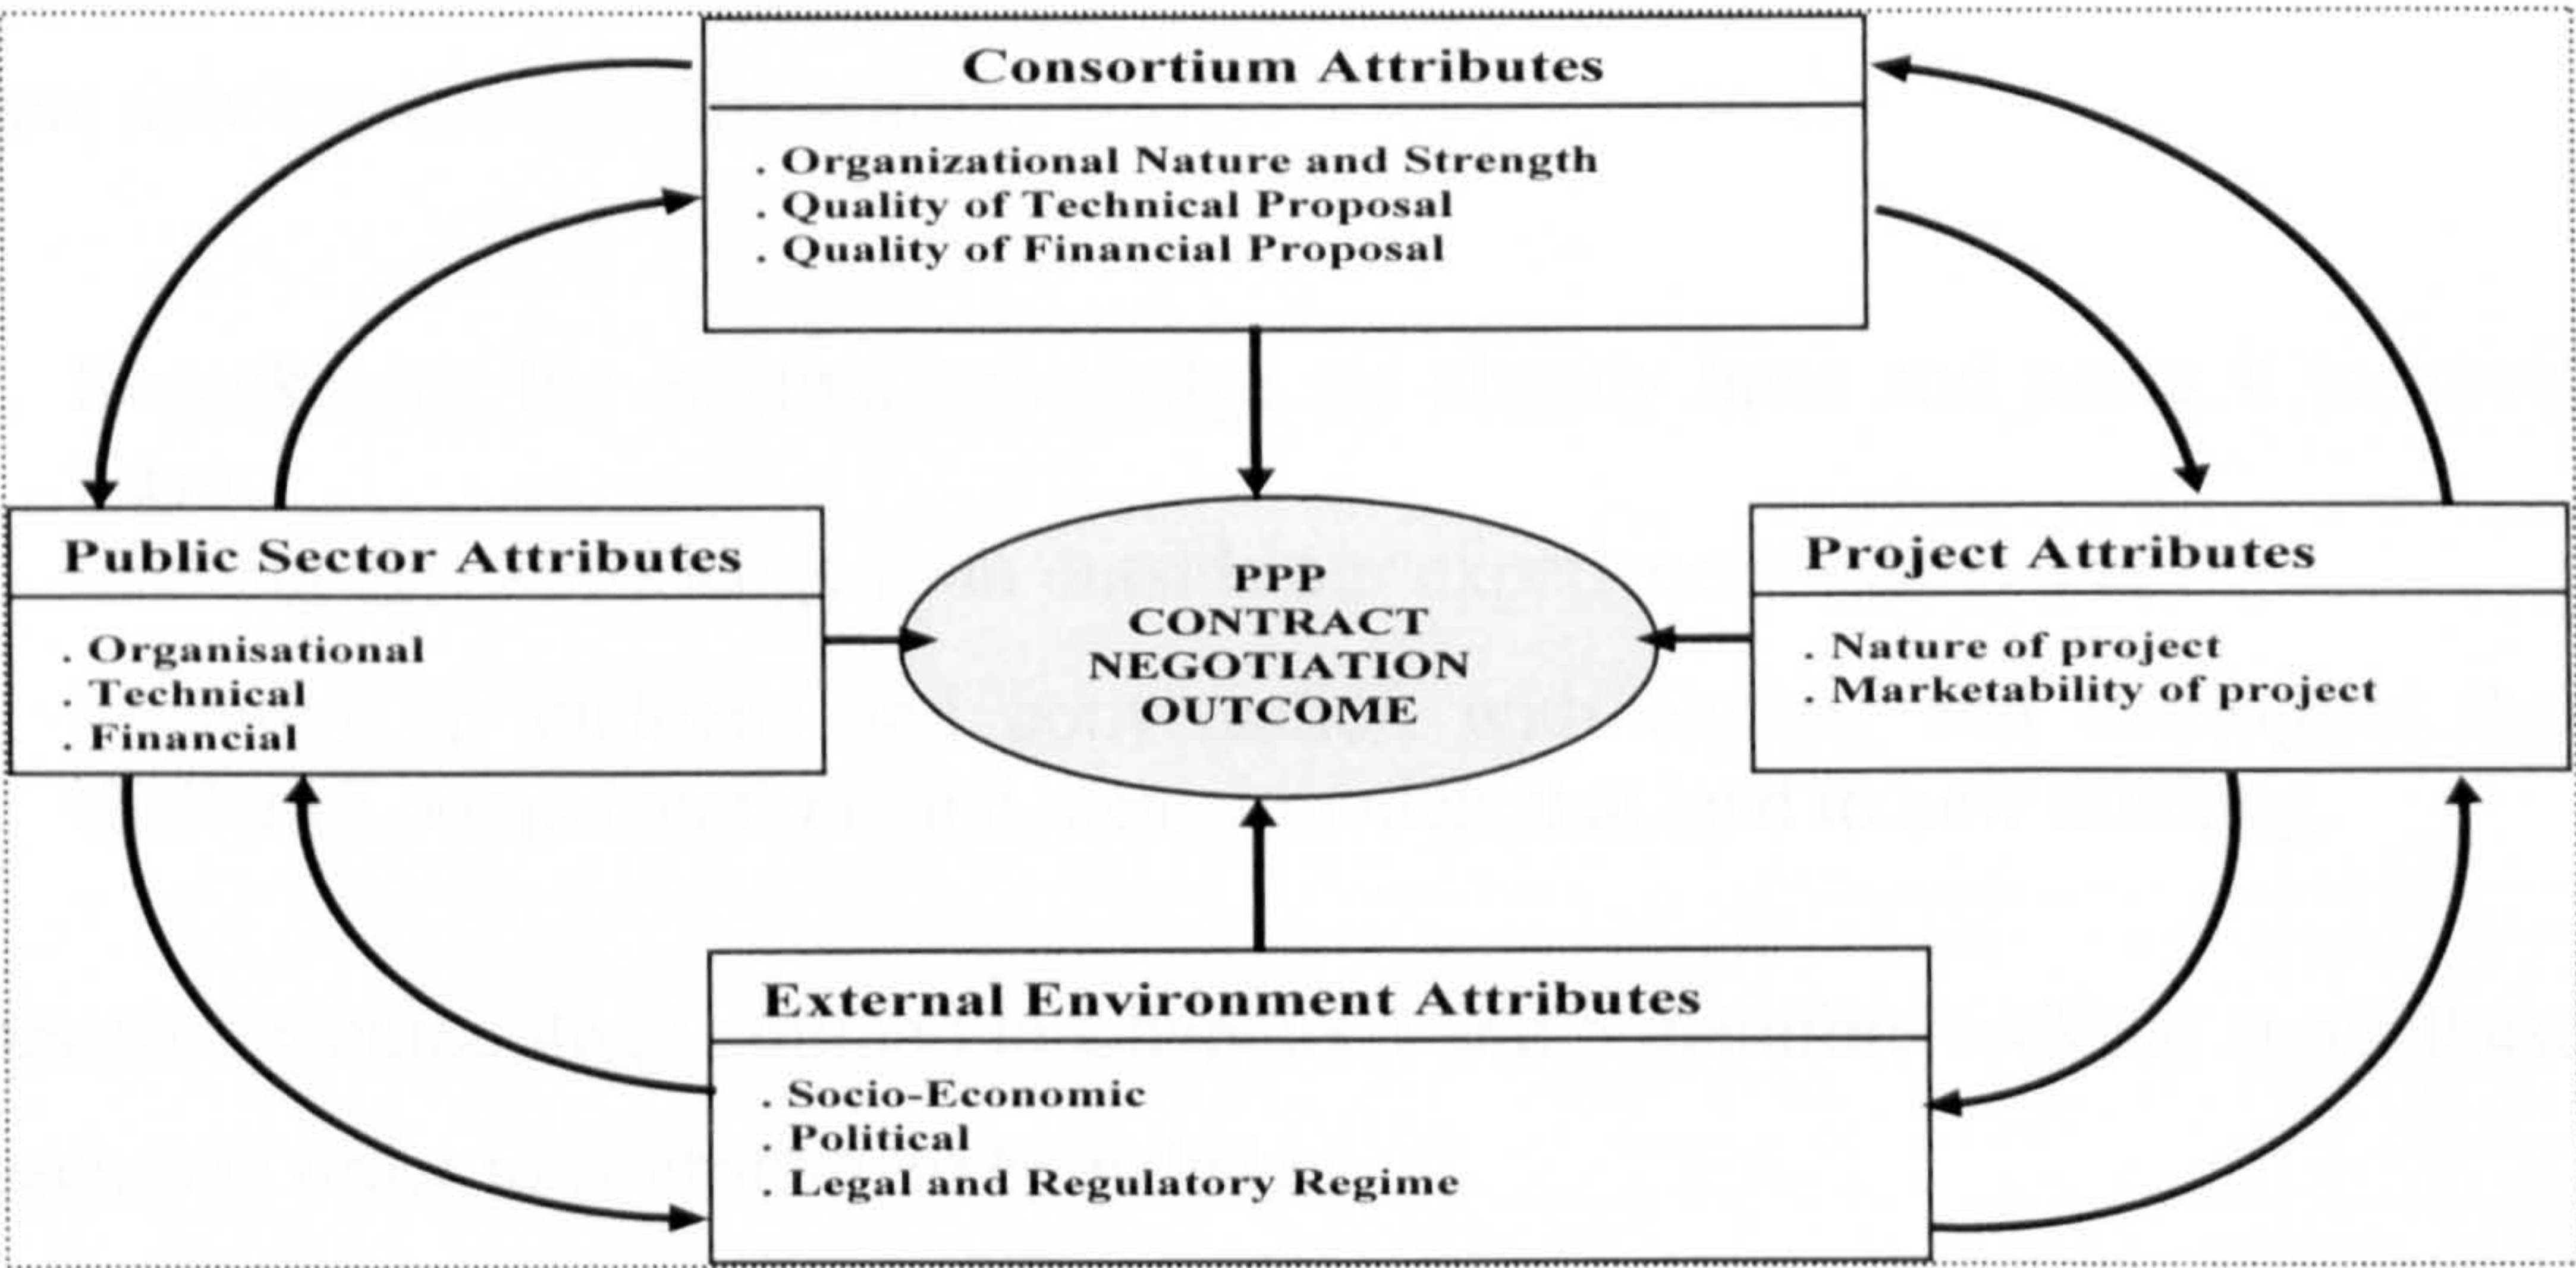 Consortium Attributes
. Organizational Nature and Strength
. Quality of Technical Proposal
. Quality of Financial Proposal
Public Sector Attributes
. Organisational
. Technical
. Financial
PPP
CONTRACT
NEGOTIATION
OUTCOME
Project Attributes
. Nature of project
. Marketability of project
External Environment Attributes
. Socio-Economic
. Political
. Legal and Regulatory Regime